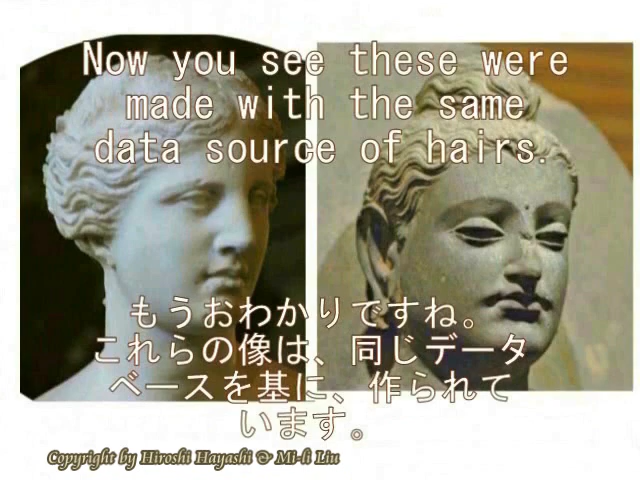 Now you see these were
made with the same
data source of hairs.
もうおわかりですね。
これらの像は、同じデータ
ベースを基に、作られて
います。
Copyright by Hiroshi Hayashi & Mi-li Liu